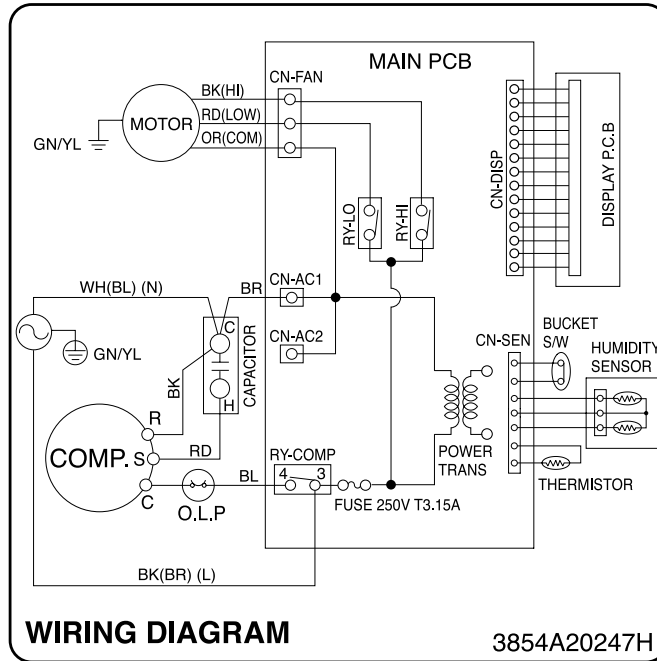 MAIN PCB
CN-FAN
BK(HI)
RD(LOW)
OR(COM)
MOTOR
GN/YL
CN-DISP
DISPLAY P.C.B
RY-LO
RY-HI
WH(BL) (N)
BR
CN-AC1
CN-AC2
GN/YL
C
H
CAPACITOR
BK
R
COMP.
S
RD
C
O.L.P
BL
RY-COMP
4
3
FUSE 250V T3.15A
POWER
TRANS
CN-SEN
BUCKET
S/W
HUMIDITY
SENSOR
THERMISTOR
BK(BR) (L)
WIRING DIAGRAM
3854A20247H